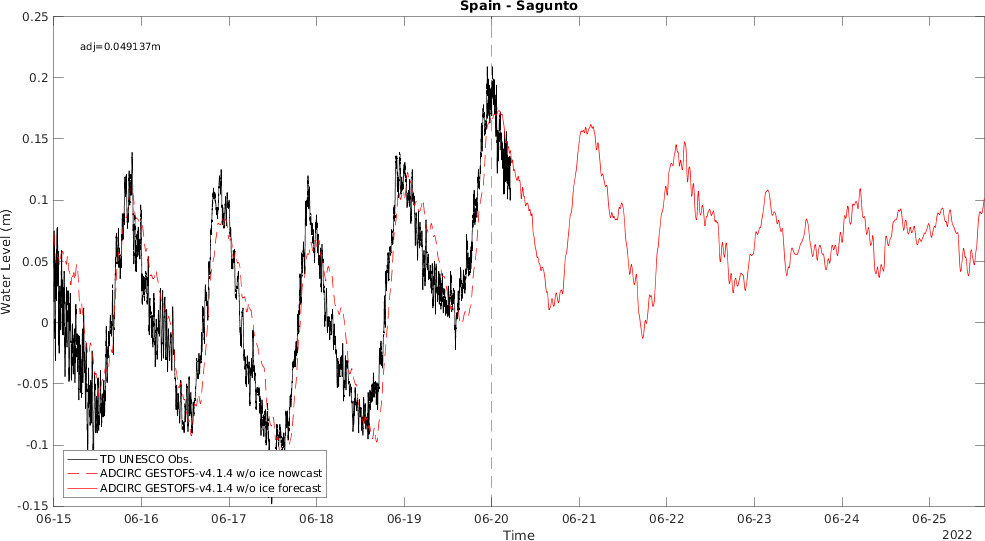 Spain - Sagunto
0.25
adj=0.049137m
0.2
0.15
0.1
0.05
0
-0.05
-0.1
-0.15
Water Level (m)
TD UNESCO Obs.
ADCIRC GESTOFS-v4.1.4 w/o ice nowcast
ADCIRC GESTOFS-v4.1.4 w/o ice forecast
06-15 06-16 06-17 06-18 06-19 06-20 06-21 06-22 06-23 06-24 06-25
Time
2022